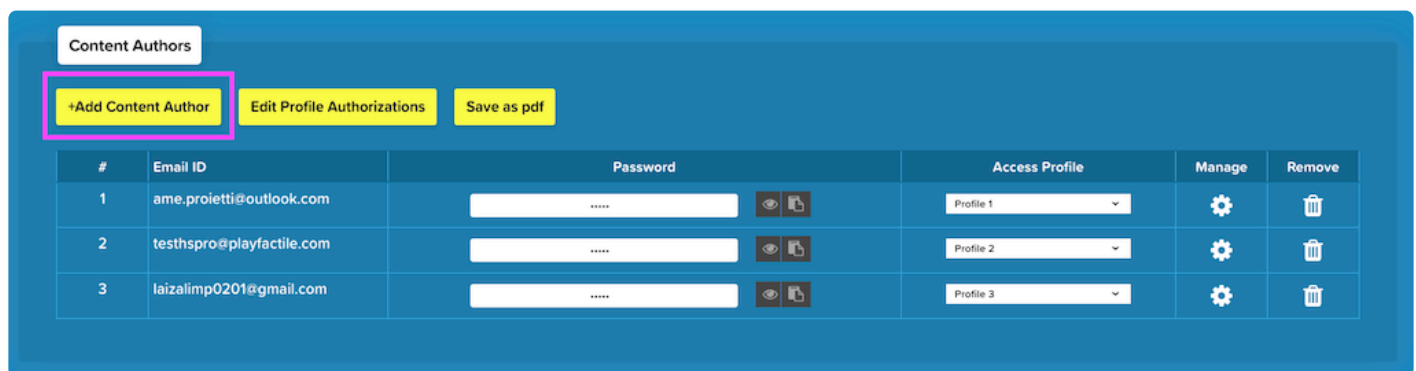 Content Authors
+Add Content Author Edit Profile Authorizations Save as pdf
# Email ID Password Access Profile Manage Remove
1 ame.proietti@outlook.com ..... Profile 1
2 testhspro@playfactile.com ..... Profile 2
3 laizalimp0201@gmail.com ..... Profile 3